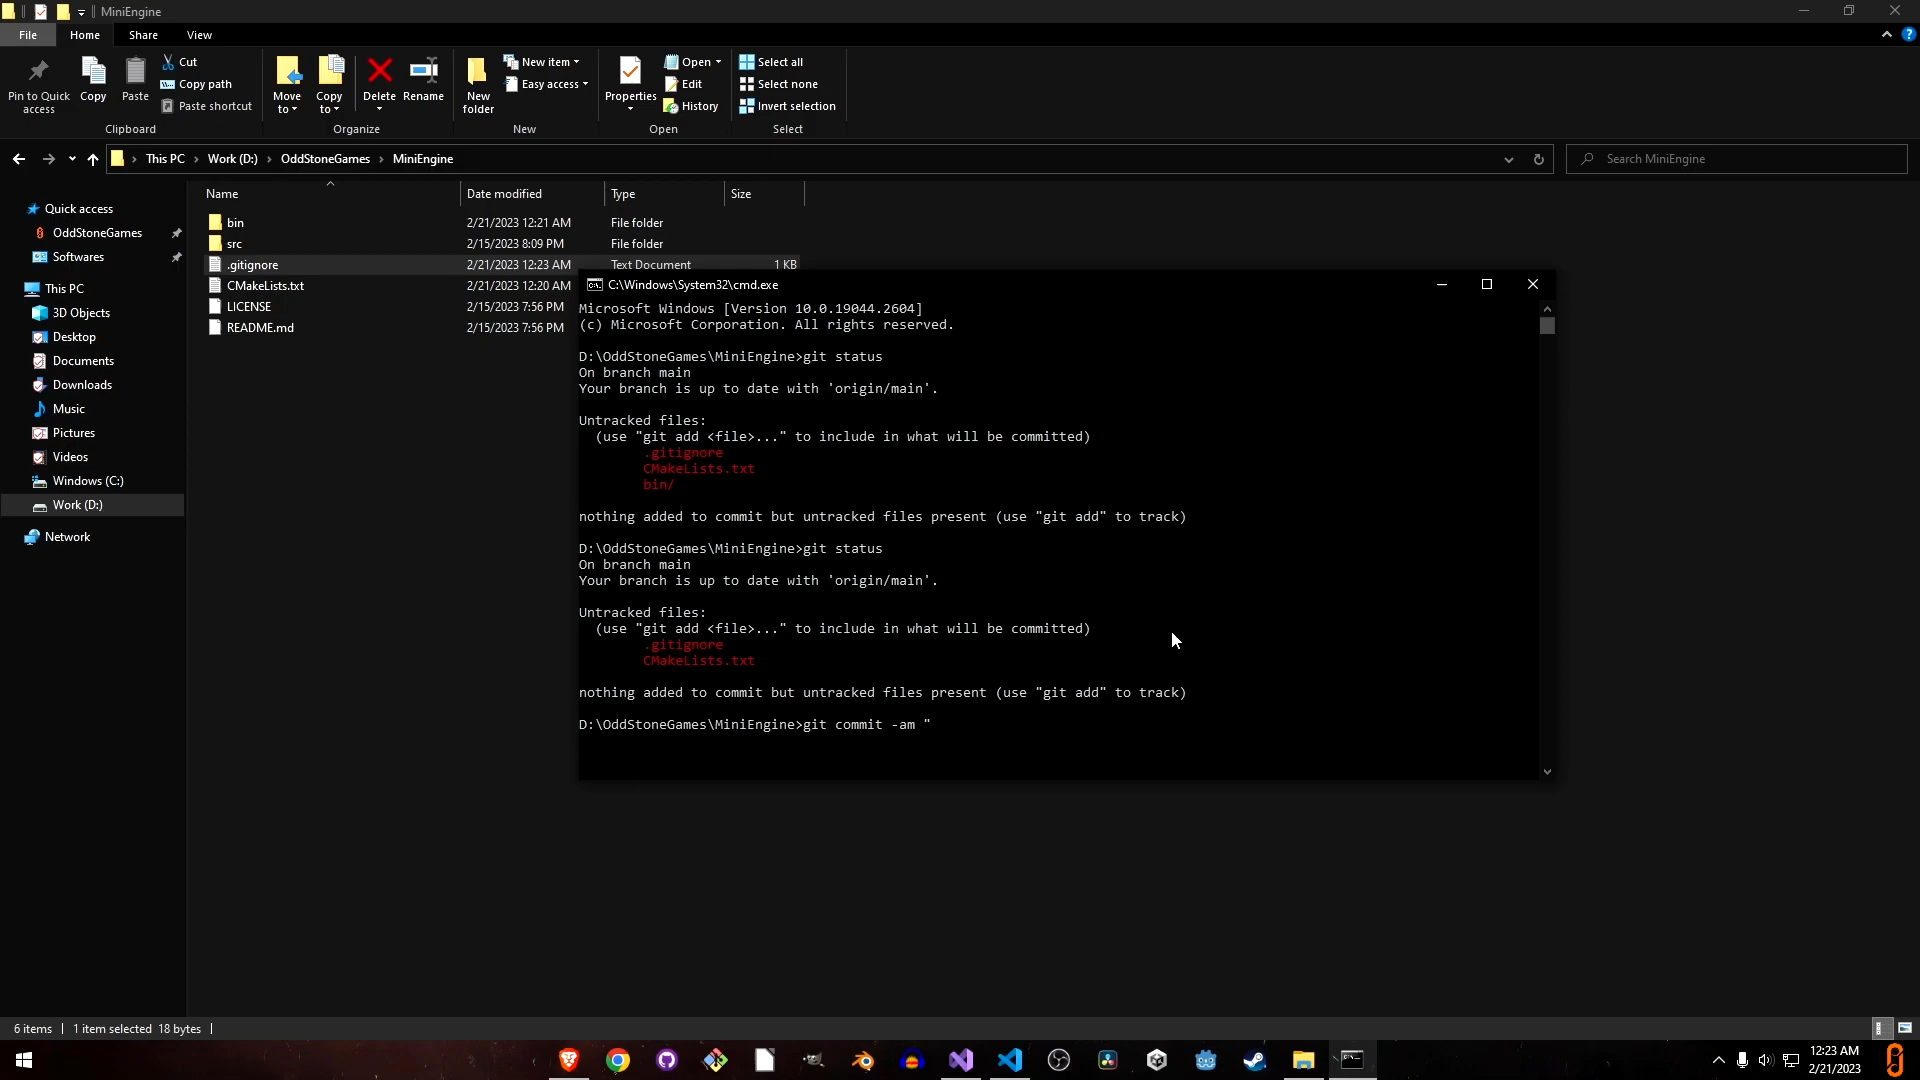 MiniEngine
File Home Share View
Pin to Quick access
Copy
Paste
Cut
Copy path
Paste shortcut
Clipboard
Move to
Copy to
Delete
Rename
Organize
New folder
New item
Easy access
New
Properties
Open
Edit
History
Open
Select all
Select none
Invert selection
Select
This PC › Work (D:) › OddStoneGames › MiniEngine
Search MiniEngine
Name Date modified Type Size
bin 2/21/2023 12:21 AM File folder
src 2/15/2023 8:09 PM File folder
.gitignore 2/21/2023 12:23 AM Text Document 1 KB
CMakeLists.txt 2/21/2023 12:20 AM
LICENSE 2/15/2023 7:56 PM
README.md 2/15/2023 7:56 PM
Quick access
OddStoneGames
Softwares
This PC
3D Objects
Desktop
Documents
Downloads
Music
Pictures
Videos
Windows (C:)
Work (D:)
Network
C:\Windows\System32\cmd.exe
Microsoft Windows [Version 10.0.19044.2604]
(c) Microsoft Corporation. All rights reserved.
D:\OddStoneGames\MiniEngine>git status
On branch main
Your branch is up to date with 'origin/main'.
Untracked files:
(use "git add <file>..." to include in what will be committed)
.gitignore
CMakeLists.txt
bin/
nothing added to commit but untracked files present (use "git add" to track)
D:\OddStoneGames\MiniEngine>git status
On branch main
Your branch is up to date with 'origin/main'.
Untracked files:
(use "git add <file>..." to include in what will be committed)
.gitignore
CMakeLists.txt
nothing added to commit but untracked files present (use "git add" to track)
D:\OddStoneGames\MiniEngine>git commit -am "
6 items 1 item selected 18 bytes
12:23 AM
2/21/2023